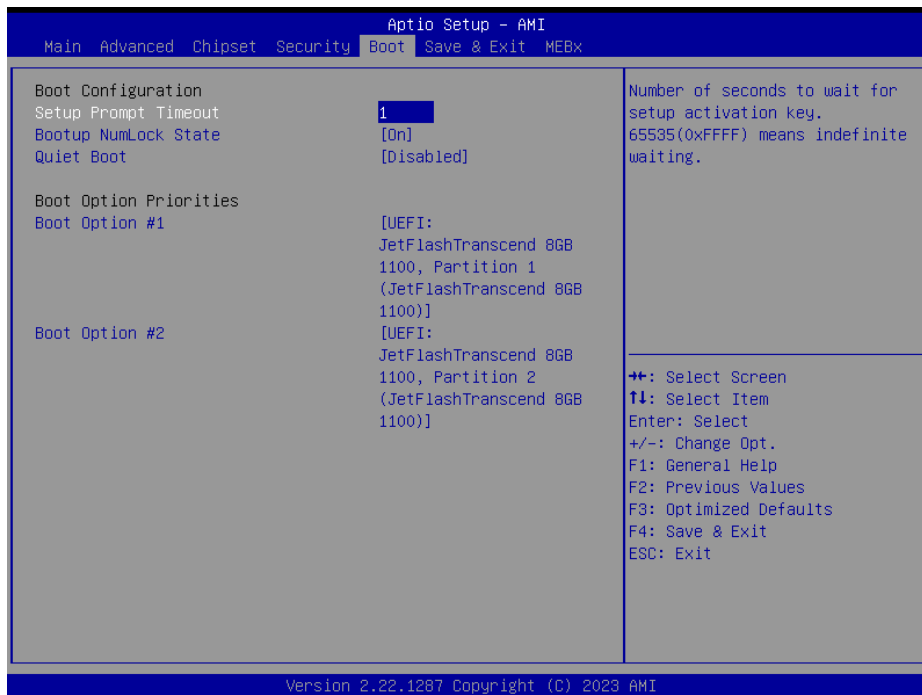 Aptio Setup – AMI
Main Advanced Chipset Security Boot Save & Exit MEBx
Boot Configuration
Setup Prompt Timeout 1
Bootup NumLock State [On]
Quiet Boot [Disabled]
Boot Option Priorities
Boot Option #1 [UEFI:
JetFlashTranscend 8GB
1100, Partition 1
(JetFlashTranscend 8GB
1100)]
Boot Option #2 [UEFI:
JetFlashTranscend 8GB
1100, Partition 2
(JetFlashTranscend 8GB
1100)]
Number of seconds to wait for
setup activation key.
65535(0xFFFF) means indefinite
waiting.
→←: Select Screen
↑↓: Select Item
Enter: Select
+/-: Change Opt.
F1: General Help
F2: Previous Values
F3: Optimized Defaults
F4: Save & Exit
ESC: Exit
Version 2.22.1287 Copyright (C) 2023 AMI